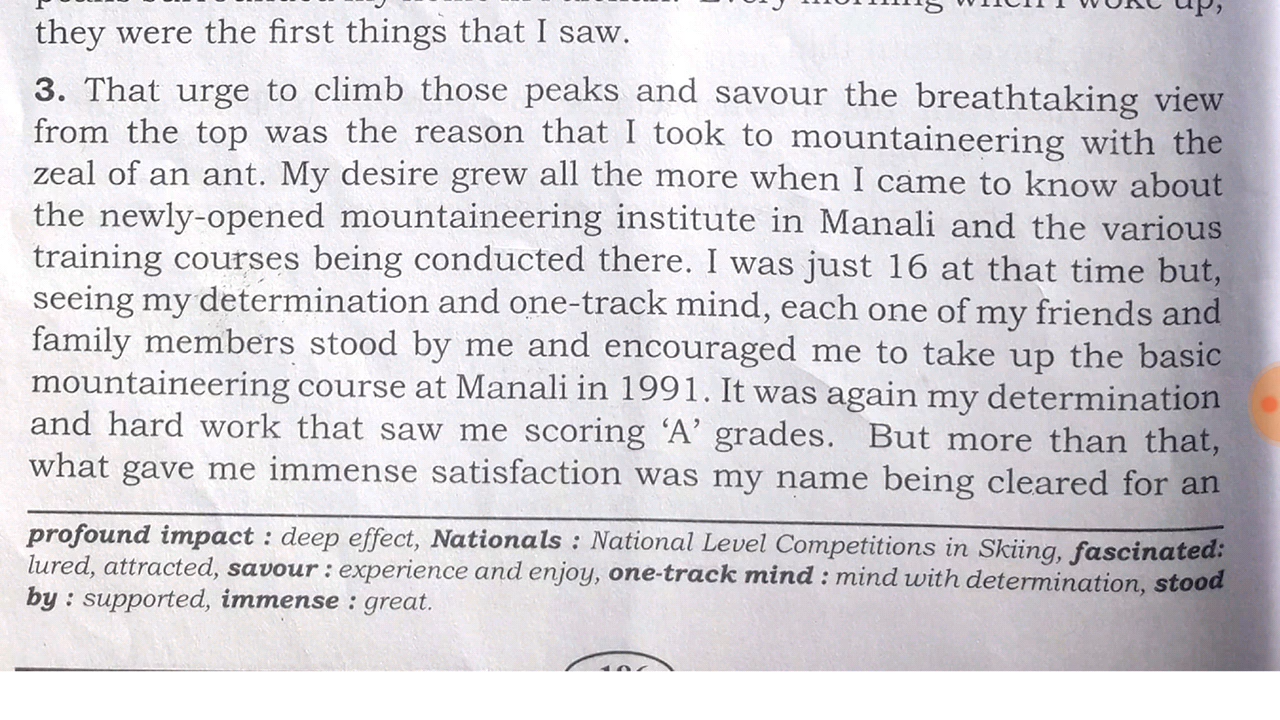 Every morning when I woke up,
they were the first things that I saw.
3. That urge to climb those peaks and savour the breathtaking view
from the top was the reason that I took to mountaineering with the
zeal of an ant. My desire grew all the more when I came to know about
the newly-opened mountaineering institute in Manali and the various
training courses being conducted there. I was just 16 at that time but,
seeing my determination and one-track mind, each one of my friends and
family members stood by me and encouraged me to take up the basic
mountaineering course at Manali in 1991. It was again my determination
and hard work that saw me scoring ‘A’ grades. But more than that,
what gave me immense satisfaction was my name being cleared for an
profound impact : deep effect, Nationals : National Level Competitions in Skiing, fascinated:
lured, attracted, savour : experience and enjoy, one-track mind : mind with determination, stood
by : supported, immense : great.